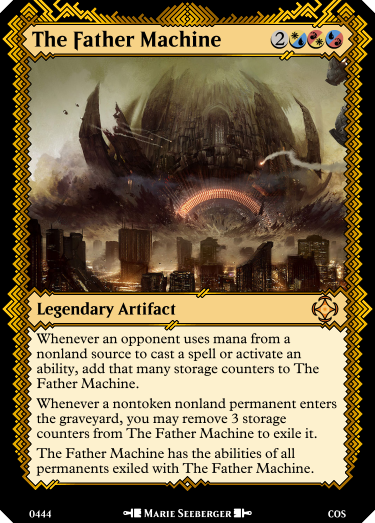 The Father Machine 2
Legendary Artifact
Whenever an opponent uses mana from a
nonland source to cast a spell or activate an
ability, add that many storage counters to The
Father Machine.
Whenever a nontoken nonland permanent enters
the graveyard, you may remove 3 storage
counters from The Father Machine to exile it.
The Father Machine has the abilities of all
permanents exiled with The Father Machine.
0444 Marie Seeberger COS